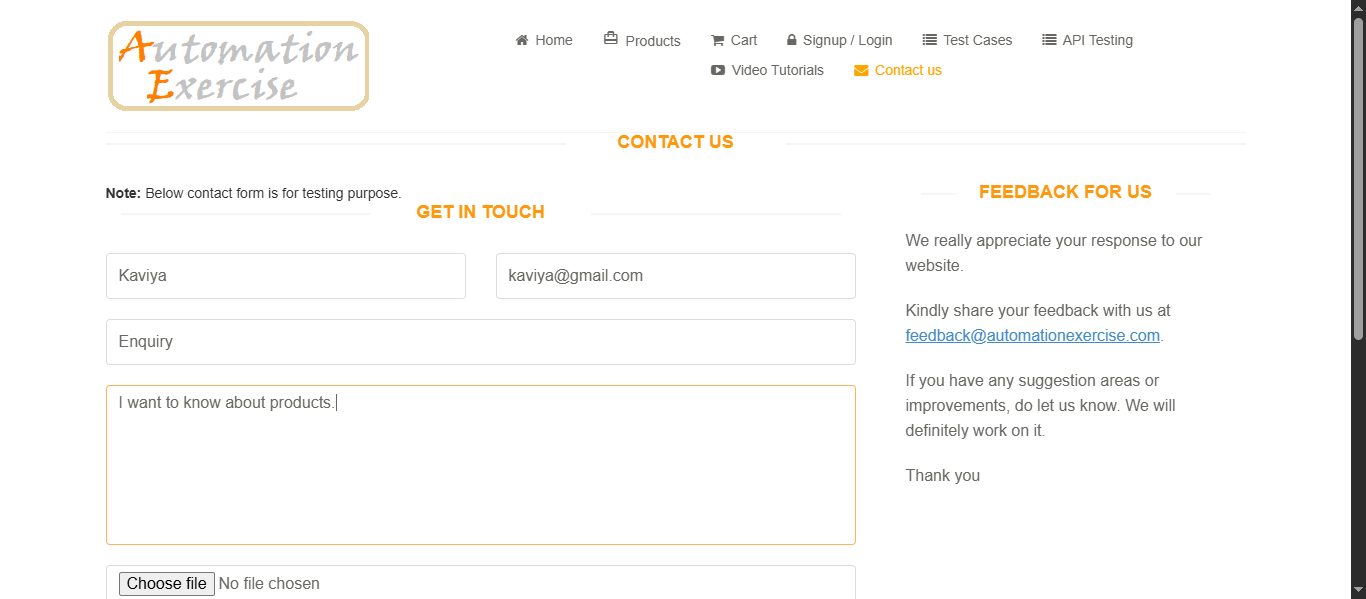 Automation
Exercise
Home Products Cart Signup / Login Test Cases API Testing
Video Tutorials Contact us
CONTACT US
Note: Below contact form is for testing purpose.
GET IN TOUCH
Kaviya kaviya@gmail.com
Enquiry
I want to know about products.
Choose file No file chosen
FEEDBACK FOR US
We really appreciate your response to our
website.
Kindly share your feedback with us at
feedback@automationexercise.com.
If you have any suggestion areas or
improvements, do let us know. We will
definitely work on it.
Thank you